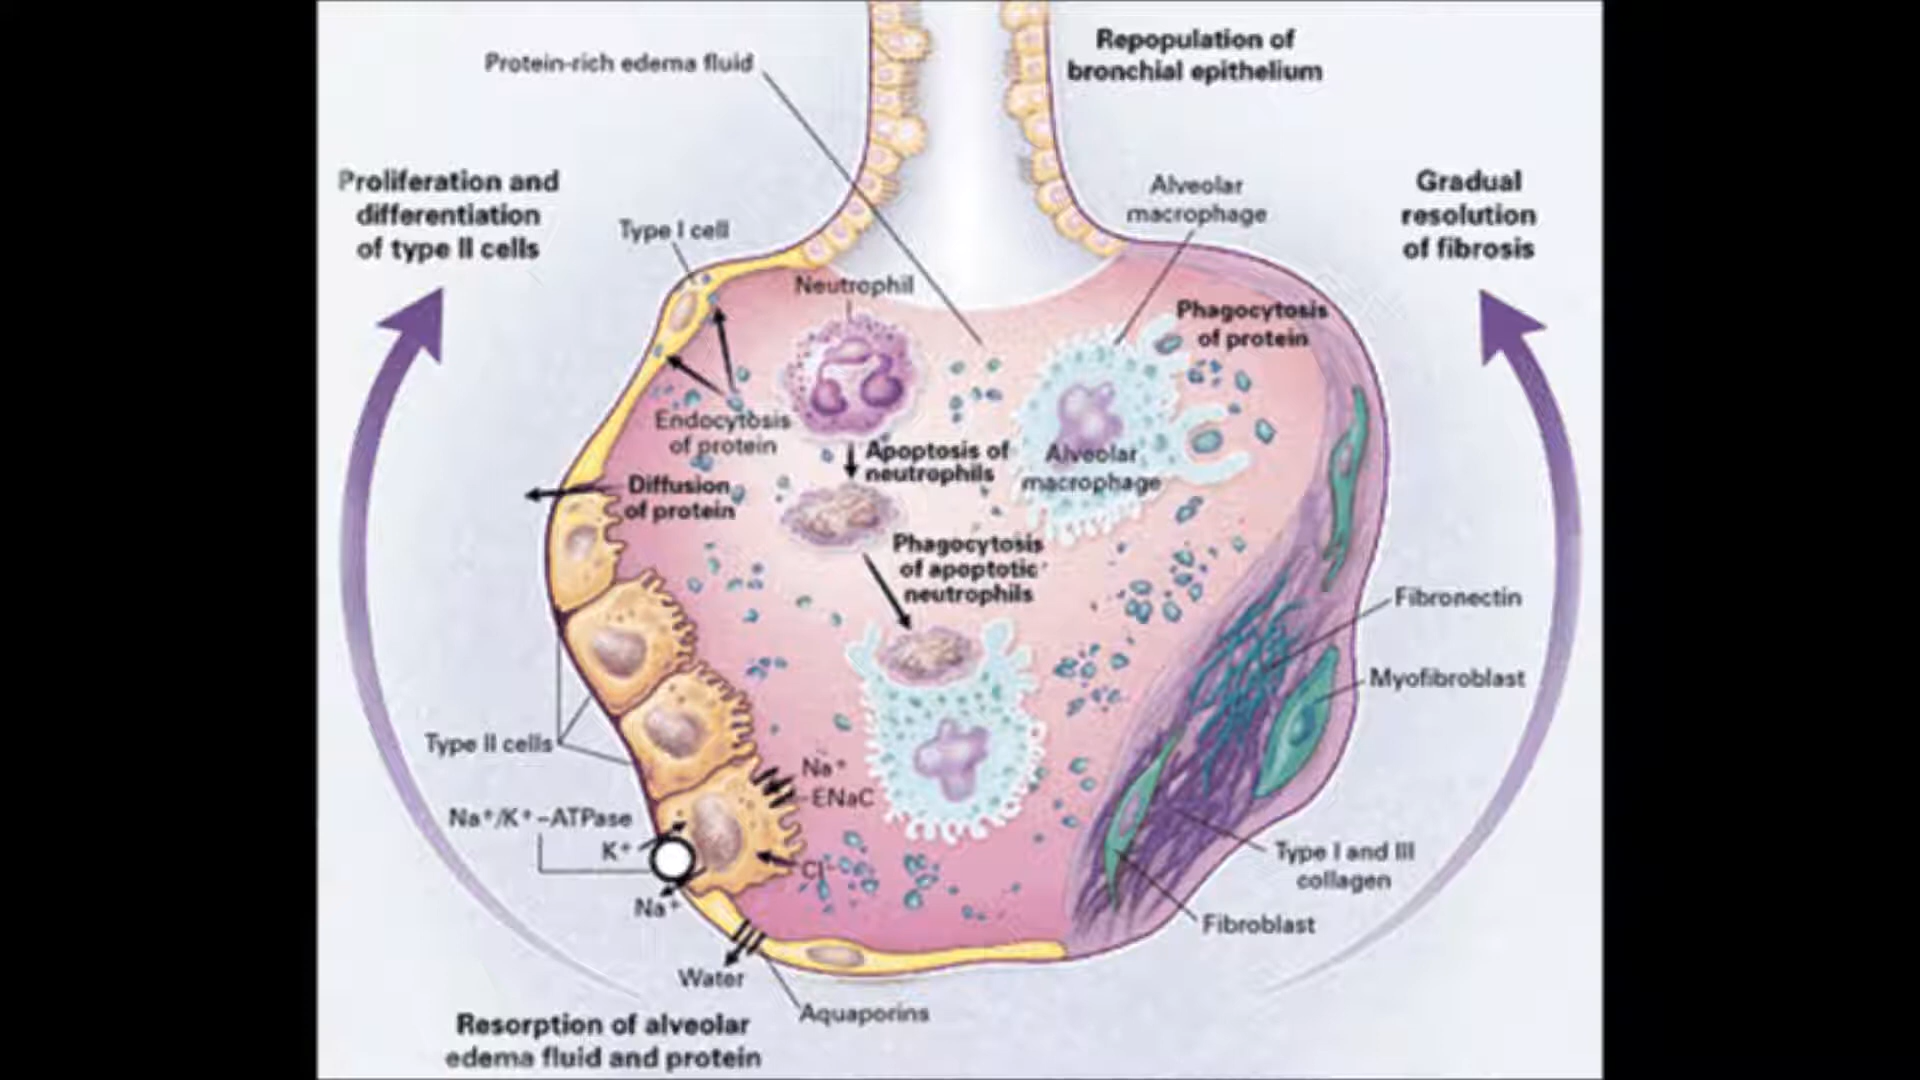 Protein-rich edema fluid
Repopulation of
bronchial epithelium
Proliferation and
differentiation
of type II cells
Type I cell
Alveolar
macrophage
Gradual
resolution
of fibrosis
Neutrophil
Phagocytosis
of protein
Endocytosis
of protein
Apoptosis of
neutrophils
Alveolar
macrophage
Diffusion
of protein
Phagocytosis
of apoptotic
neutrophils
Fibronectin
Myofibroblast
Type II cells
Na⁺
ENaC
Na⁺/K⁺–ATPase
K⁺
Cl⁻
Na⁺
Type I and III
collagen
Fibroblast
Water
Aquaporins
Resorption of alveolar
edema fluid and protein